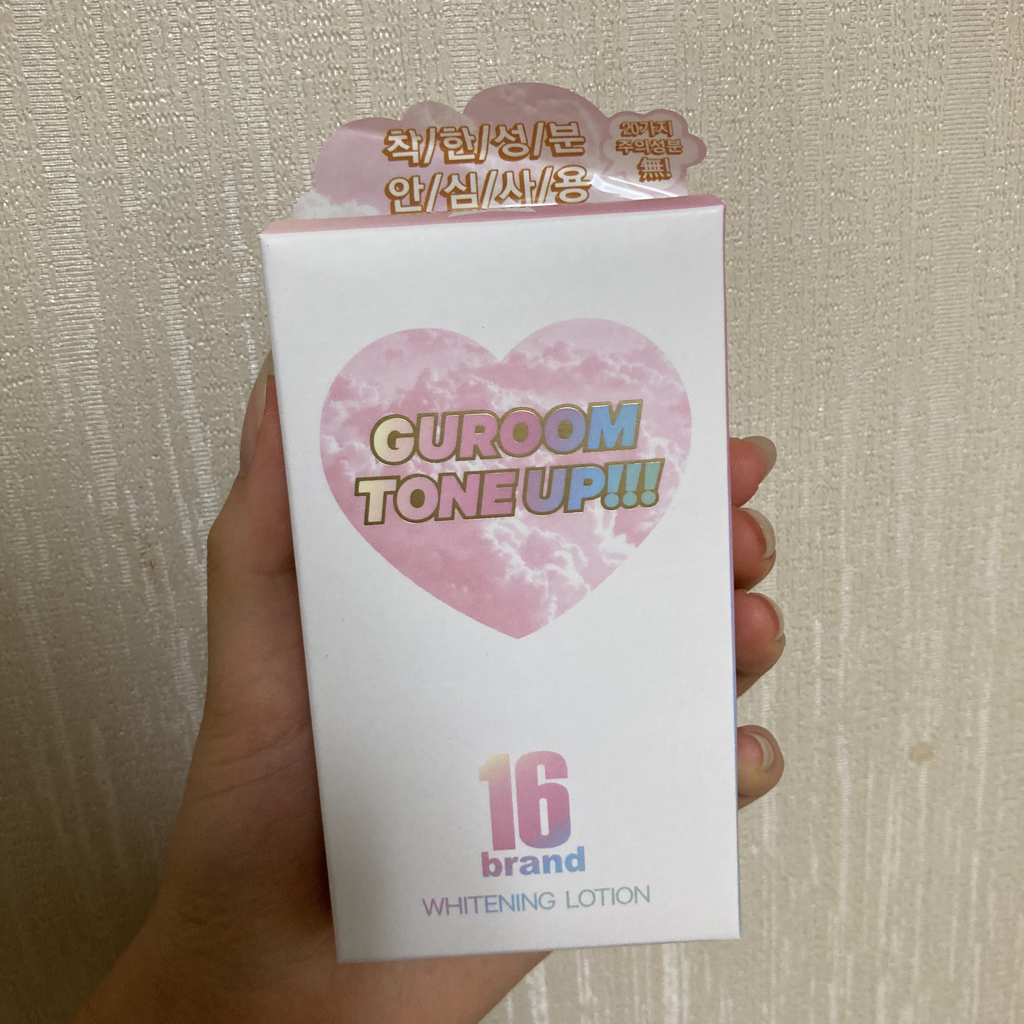 착/한/성/분
안/심/사/용
20가지
주의성분
無!
GUROOM
TONE UP!!!
16
brand
WHITENING LOTION